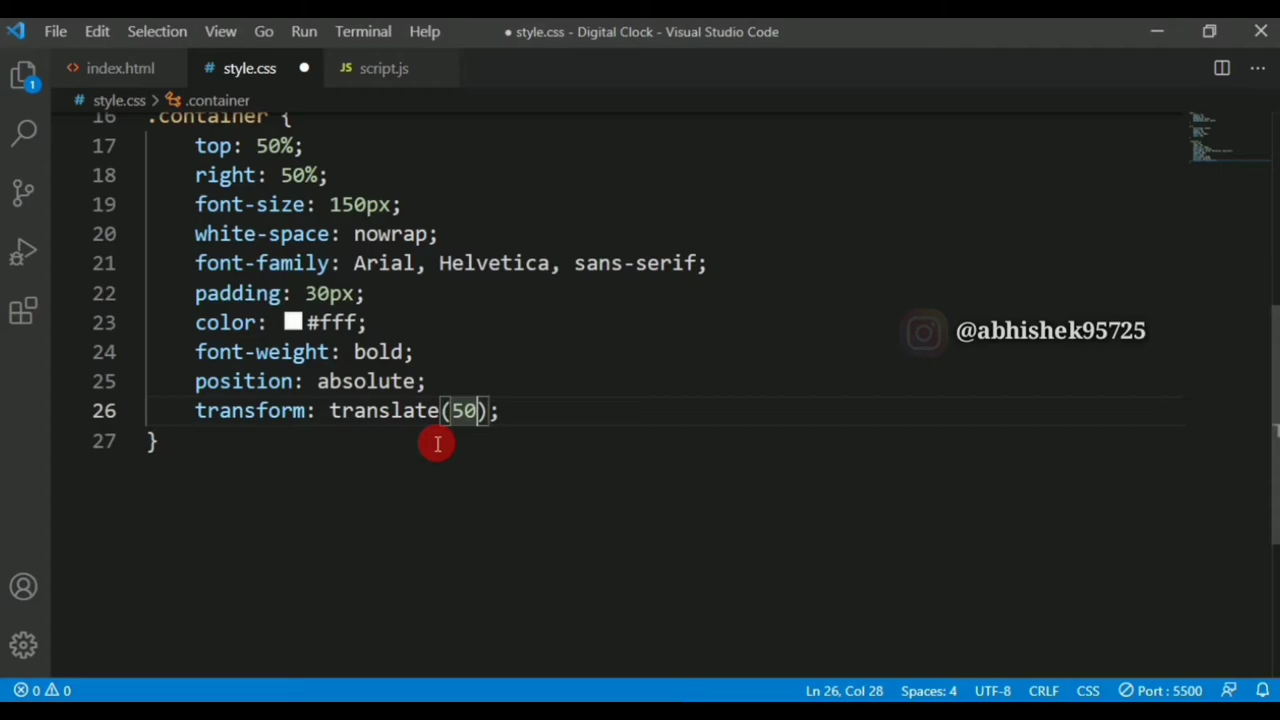 File Edit Selection View Go Run Terminal Help ● style.css - Digital Clock - Visual Studio Code
<> index.html # style.css ● JS script.js
# style.css > .container
16 .container {
17 top: 50%;
18 right: 50%;
19 font-size: 150px;
20 white-space: nowrap;
21 font-family: Arial, Helvetica, sans-serif;
22 padding: 30px;
23 color: #fff;
24 font-weight: bold;
25 position: absolute;
26 transform: translate(50);
27 }
1
@abhishek95725
0 0 Ln 26, Col 28 Spaces: 4 UTF-8 CRLF CSS Port : 5500